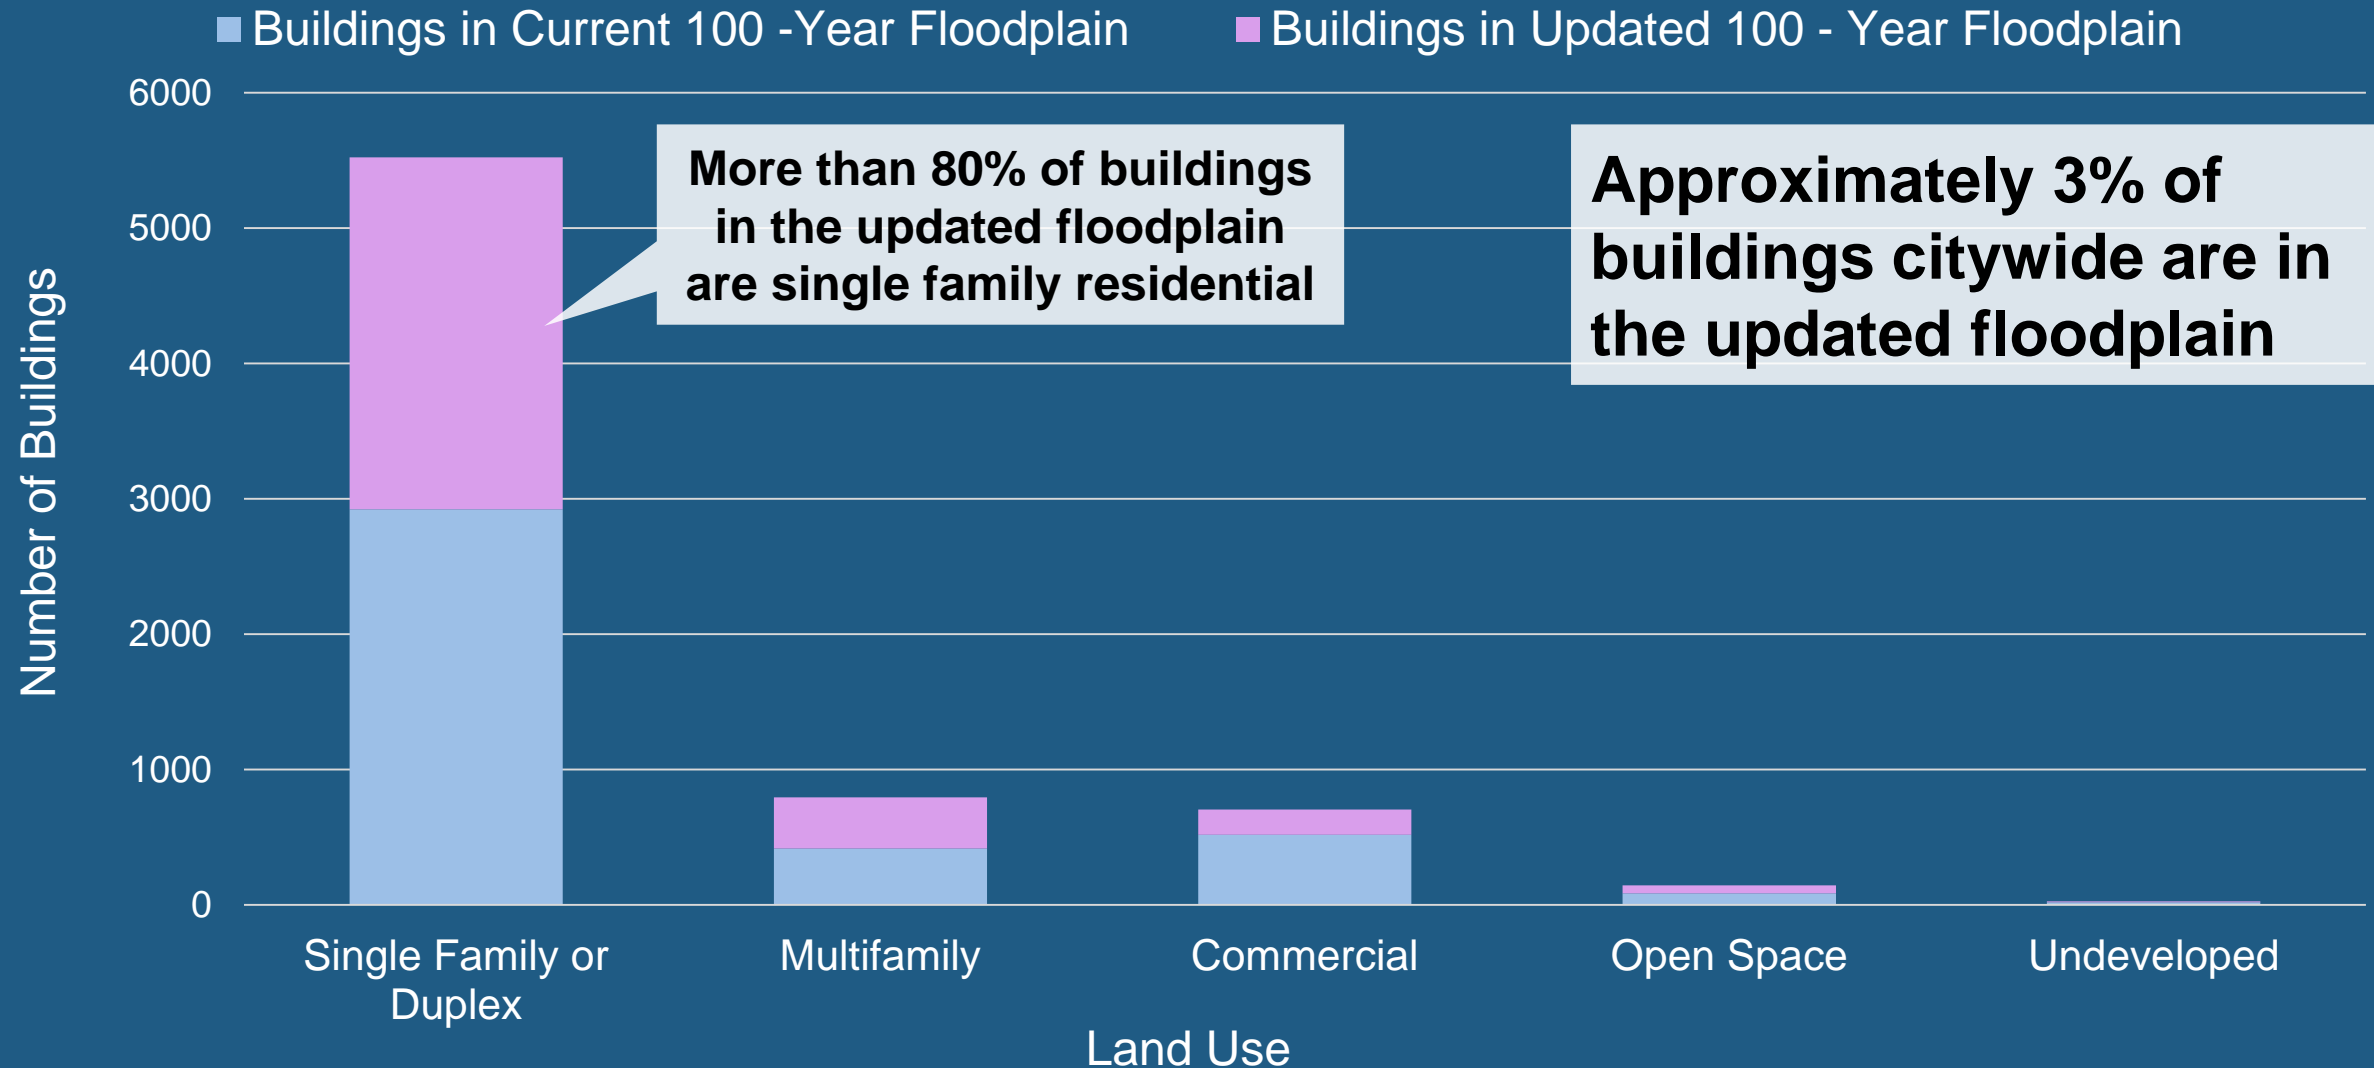 Buildings in Current 100 -Year Floodplain
Buildings in Updated 100 - Year Floodplain
6000
5000
4000
3000
2000
1000
0
Number of Buildings
More than 80% of buildings
in the updated floodplain
are single family residential
Approximately 3% of
buildings citywide are in
the updated floodplain
Single Family or
Duplex
Multifamily
Commercial
Open Space
Undeveloped
Land Use